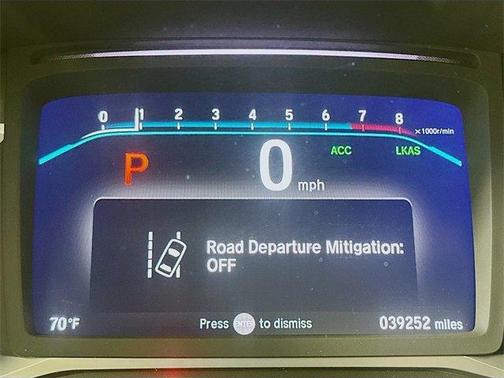 0 1 2 3 4 5 6 7 8
×1000r/min
P 0 mph
ACC LKAS
Road Departure Mitigation:
OFF
Press ENTER to dismiss
70°F 039252 miles